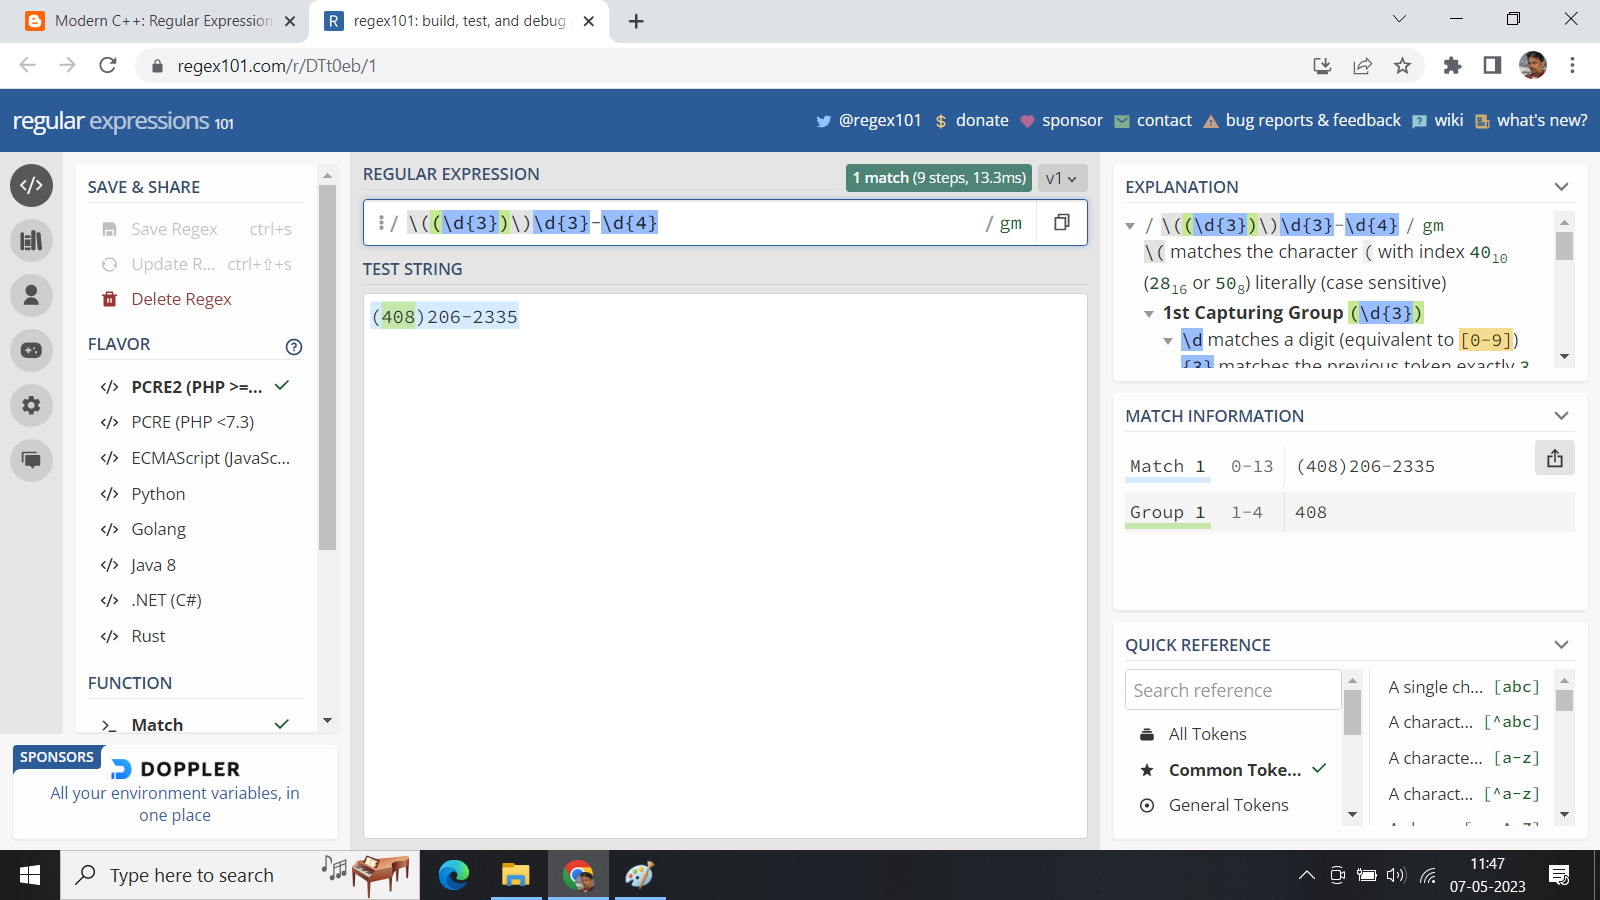 Modern C++: Regular Expression
regex101: build, test, and debug
regex101.com/r/DTt0eb/1
regular expressions 101
@regex101
$ donate
sponsor
contact
bug reports & feedback
wiki
what's new?
SAVE & SHARE
Save Regex ctrl+s
Update R... ctrl+⇧+s
Delete Regex
FLAVOR
PCRE2 (PHP >=...
PCRE (PHP <7.3)
ECMAScript (JavaSc...
Python
Golang
Java 8
.NET (C#)
Rust
FUNCTION
Match
SPONSORS
DOPPLER
All your environment variables, in
one place
REGULAR EXPRESSION
1 match (9 steps, 13.3ms)
v1
/ \((\d{3})\)\d{3}-\d{4} / gm
TEST STRING
(408)206-2335
EXPLANATION
/ \((\d{3})\)\d{3}-\d{4} / gm
\( matches the character ( with index 40₁₀
(28₁₆ or 50₈) literally (case sensitive)
1st Capturing Group (\d{3})
\d matches a digit (equivalent to [0-9])
{3} matches the previous token exactly 3
MATCH INFORMATION
Match 1 0-13 (408)206-2335
Group 1 1-4 408
QUICK REFERENCE
Search reference
All Tokens
Common Toke...
General Tokens
A single ch... [abc]
A charact... [^abc]
A characte... [a-z]
A charact... [^a-z]
Type here to search
11:47
07-05-2023